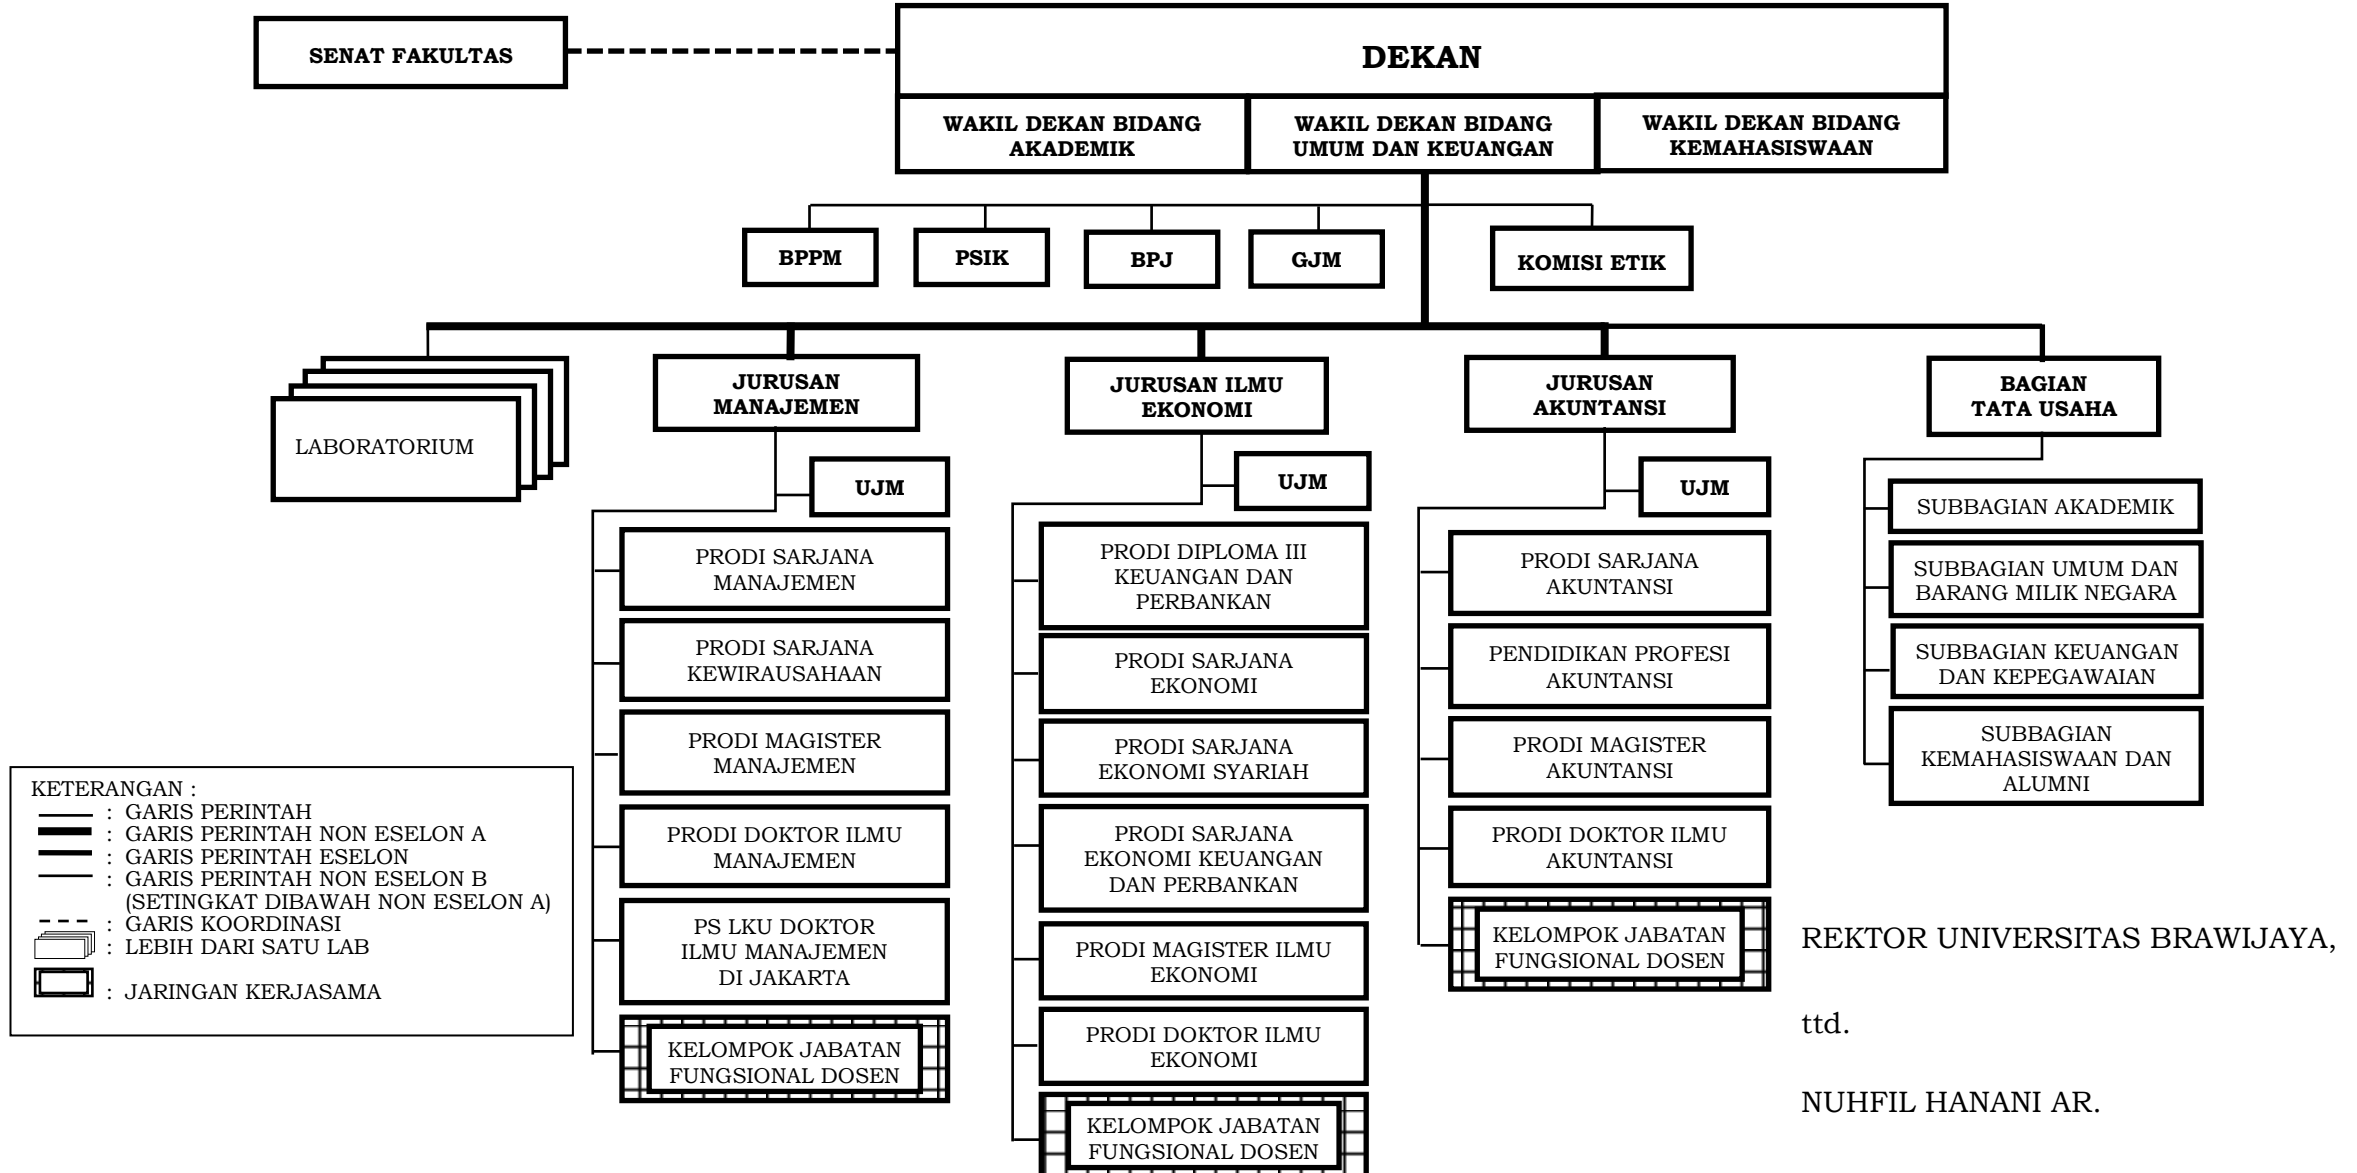 SENAT FAKULTAS
DEKAN
WAKIL DEKAN BIDANG
AKADEMIK
WAKIL DEKAN BIDANG
UMUM DAN KEUANGAN
WAKIL DEKAN BIDANG
KEMAHASISWAAN
BPPM
PSIK
BPJ
GJM
KOMISI ETIK
LABORATORIUM
JURUSAN
MANAJEMEN
UJM
PRODI SARJANA
MANAJEMEN
PRODI SARJANA
KEWIRAUSAHAAN
PRODI MAGISTER
MANAJEMEN
PRODI DOKTOR ILMU
MANAJEMEN
PS LKU DOKTOR
ILMU MANAJEMEN
DI JAKARTA
KELOMPOK JABATAN
FUNGSIONAL DOSEN
JURUSAN ILMU
EKONOMI
UJM
PRODI DIPLOMA III
KEUANGAN DAN
PERBANKAN
PRODI SARJANA
EKONOMI
PRODI SARJANA
EKONOMI SYARIAH
PRODI SARJANA
EKONOMI KEUANGAN
DAN PERBANKAN
PRODI MAGISTER ILMU
EKONOMI
PRODI DOKTOR ILMU
EKONOMI
KELOMPOK JABATAN
FUNGSIONAL DOSEN
JURUSAN
AKUNTANSI
UJM
PRODI SARJANA
AKUNTANSI
PENDIDIKAN PROFESI
AKUNTANSI
PRODI MAGISTER
AKUNTANSI
PRODI DOKTOR ILMU
AKUNTANSI
KELOMPOK JABATAN
FUNGSIONAL DOSEN
BAGIAN
TATA USAHA
SUBBAGIAN AKADEMIK
SUBBAGIAN UMUM DAN
BARANG MILIK NEGARA
SUBBAGIAN KEUANGAN
DAN KEPEGAWAIAN
SUBBAGIAN
KEMAHASISWAAN DAN
ALUMNI
KETERANGAN :
: GARIS PERINTAH
: GARIS PERINTAH NON ESELON A
: GARIS PERINTAH ESELON
: GARIS PERINTAH NON ESELON B
(SETINGKAT DIBAWAH NON ESELON A)
: GARIS KOORDINASI
: LEBIH DARI SATU LAB
: JARINGAN KERJASAMA
REKTOR UNIVERSITAS BRAWIJAYA,
ttd.
NUHFIL HANANI AR.